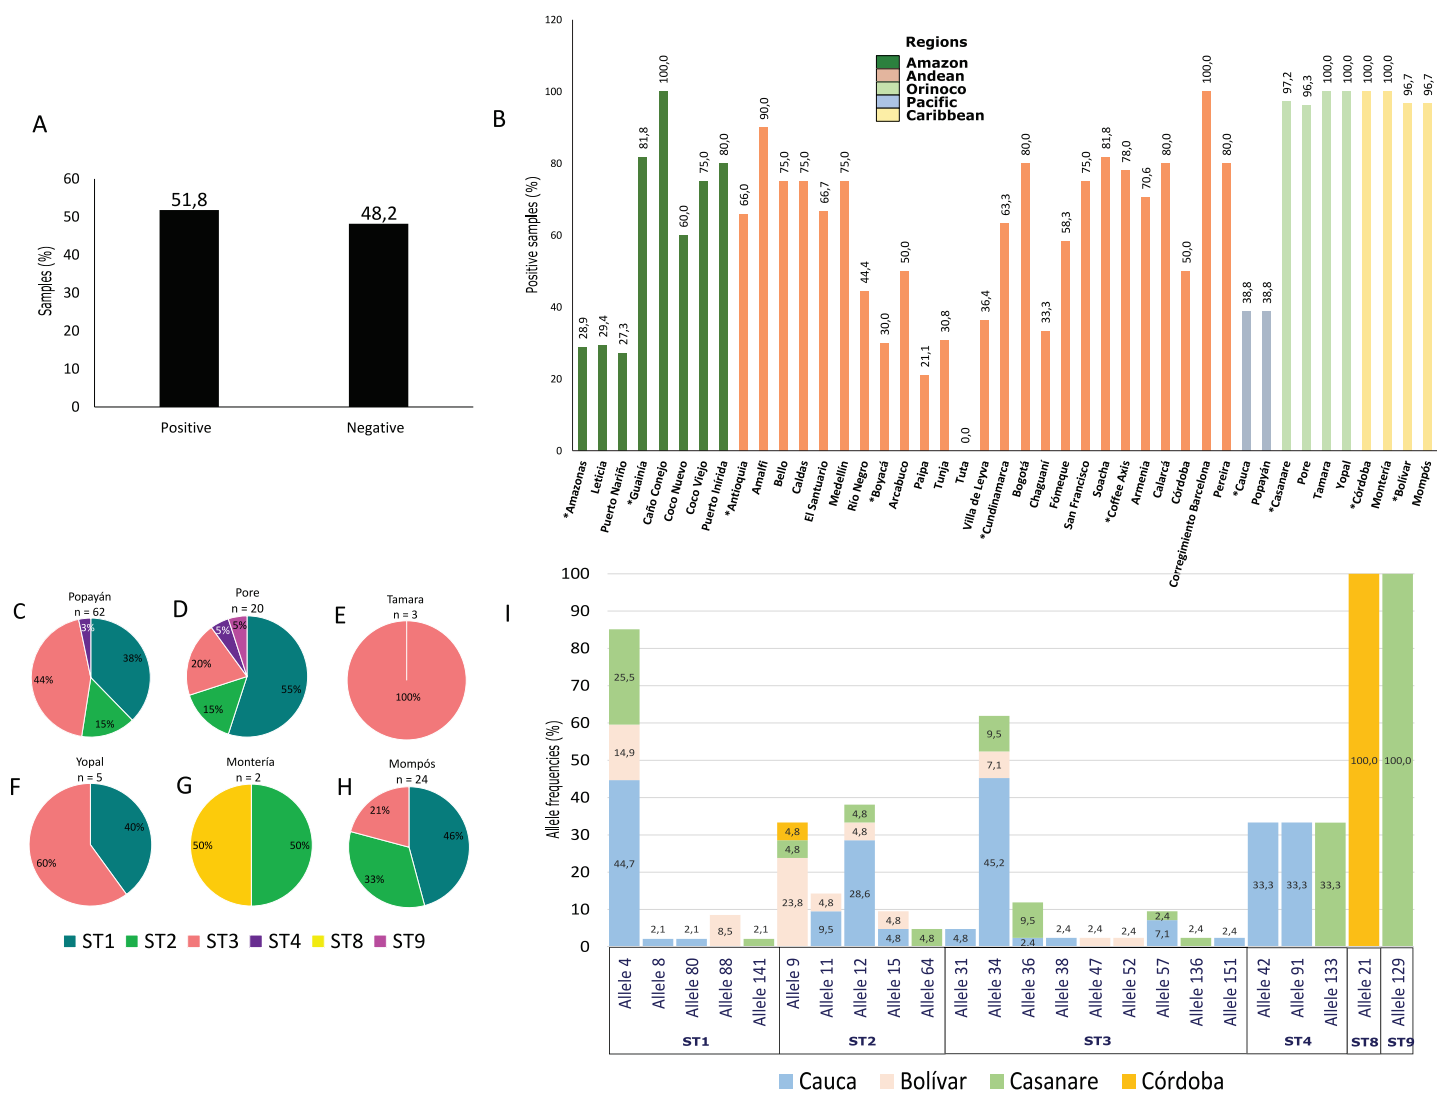 A
Samples (%)
60
50
40
30
20
10
0
51,8
48,2
Positive
Negative
B
Positive samples (%)
120
100
80
60
40
20
0
Regions
Amazon
Andean
Orinoco
Pacific
Caribbean
28,9
29,4
27,3
81,8
100,0
60,0
75,0
80,0
66,0
90,0
75,0
75,0
66,7
75,0
44,4
30,0
50,0
21,1
30,8
0,0
36,4
63,3
80,0
33,3
58,3
75,0
81,8
78,0
70,6
80,0
50,0
100,0
80,0
38,8
38,8
97,2
96,3
100,0
100,0
100,0
100,0
96,7
96,7
*Amazonas
Leticia
Puerto Nariño
*Guainía
Caño Conejo
Coco Nuevo
Coco Viejo
Puerto Inírida
*Antioquia
Amalfi
Bello
Caldas
El Santuario
Medellín
Río Negro
*Boyacá
Arcabuco
Paipa
Tunja
Tuta
Villa de Leyva
*Cundinamarca
Bogotá
Chaguaní
Fómeque
San Francisco
Soacha
*Coffee Axis
Armenia
Calarcá
Córdoba
Corregimiento Barcelona
Pereira
*Cauca
Popayán
*Casanare
Pore
Tamara
Yopal
*Córdoba
Montería
*Bolivar
Mompós
C
Popayán
n = 62
3%
38%
44%
15%
D
Pore
n = 20
5%
5%
20%
15%
55%
E
Tamara
n = 3
100%
F
Yopal
n = 5
40%
60%
G
Montería
n = 2
50%
50%
H
Mompós
n = 24
21%
46%
33%
ST1
ST2
ST3
ST4
ST8
ST9
I
Allele frequencies (%)
100
90
80
70
60
50
40
30
20
10
0
25,5
14,9
44,7
2,1
2,1
8,5
2,1
4,8
4,8
23,8
4,8
9,5
4,8
4,8
28,6
4,8
4,8
4,8
4,8
9,5
7,1
45,2
9,5
2,4
2,4
2,4
2,4
2,4
7,1
2,4
2,4
33,3
33,3
33,3
100,0
100,0
Allele 4
Allele 8
Allele 80
Allele 88
Allele 141
Allele 9
Allele 11
Allele 12
Allele 15
Allele 64
Allele 31
Allele 34
Allele 36
Allele 38
Allele 47
Allele 52
Allele 57
Allele 136
Allele 151
Allele 42
Allele 91
Allele 133
Allele 21
Allele 129
ST1
ST2
ST3
ST4
ST8
ST9
Cauca
Bolívar
Casanare
Córdoba